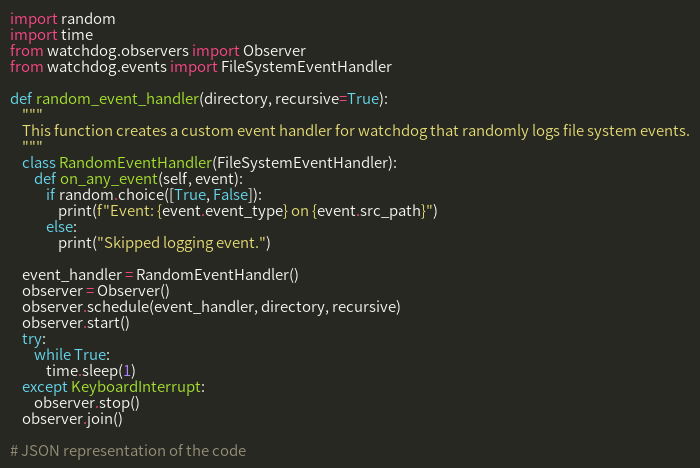 import random
import time
from watchdog.observers import Observer
from watchdog.events import FileSystemEventHandler

def random_event_handler(directory, recursive=True):
    """
    This function creates a custom event handler for watchdog that randomly logs file system events.
    """
    class RandomEventHandler(FileSystemEventHandler):
        def on_any_event(self, event):
            if random.choice([True, False]):
                print(f"Event: {event.event_type} on {event.src_path}")
            else:
                print("Skipped logging event.")

    event_handler = RandomEventHandler()
    observer = Observer()
    observer.schedule(event_handler, directory, recursive)
    observer.start()
    try:
        while True:
            time.sleep(1)
    except KeyboardInterrupt:
        observer.stop()
    observer.join()

# JSON representation of the code